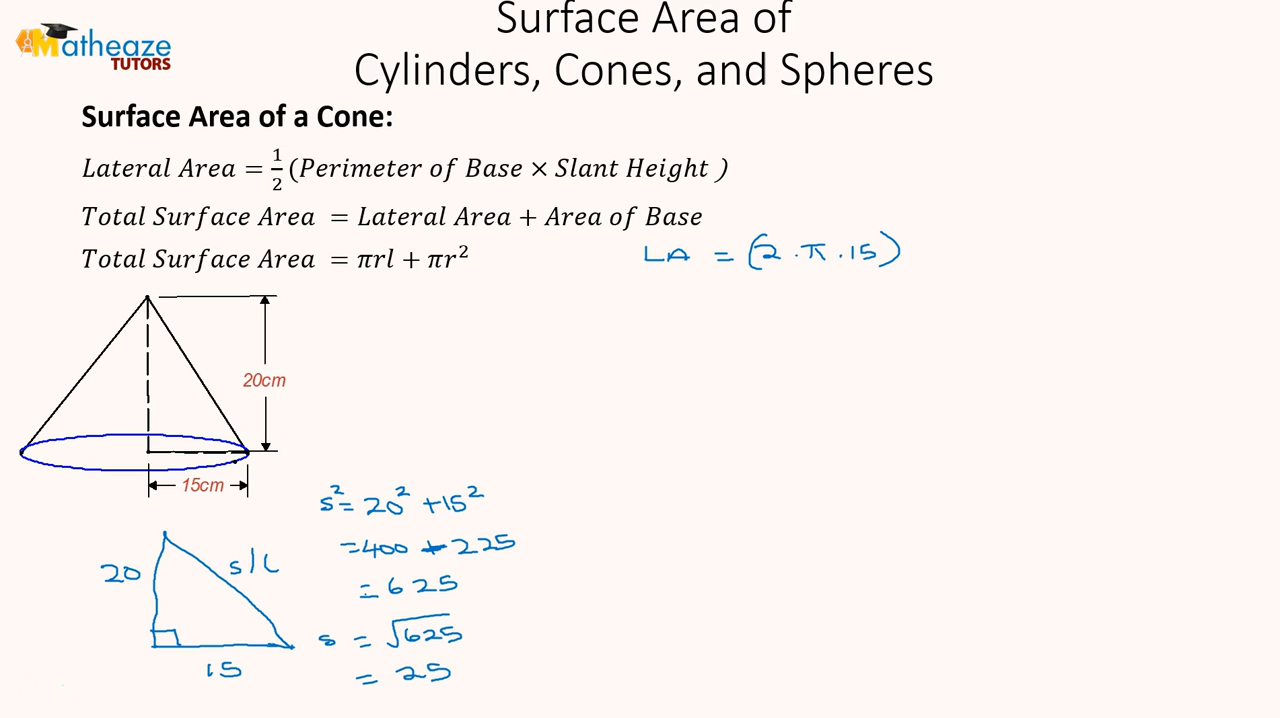 Surface Area of
Cylinders, Cones, and Spheres
Matheaze
TUTORS
Surface Area of a Cone:
Lateral Area = 1/2 (Perimeter of Base × Slant Height )
Total Surface Area = Lateral Area + Area of Base
Total Surface Area = πrl + πr²
LA = (2 . π . 15)
20cm
15cm
20
s/l
15
s² = 20² + 15²
= 400 + 225
= 625
s = √625
= 25